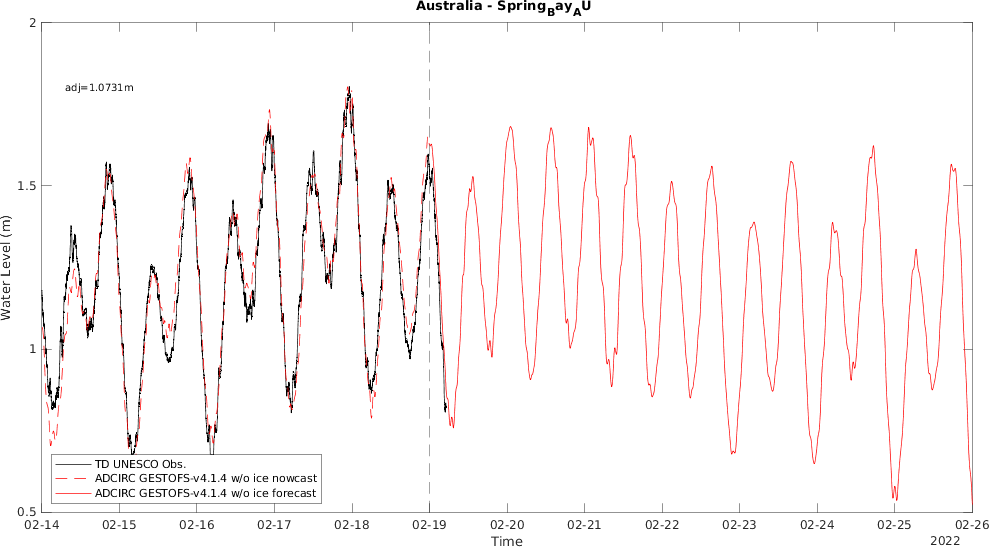 Australia - SpringBayAU
2
adj=1.0731m
1.5
Water Level (m)
1
TD UNESCO Obs.
ADCIRC GESTOFS-v4.1.4 w/o ice nowcast
ADCIRC GESTOFS-v4.1.4 w/o ice forecast
0.5
02-14 02-15 02-16 02-17 02-18 02-19 02-20 02-21 02-22 02-23 02-24 02-25 02-26
Time
2022